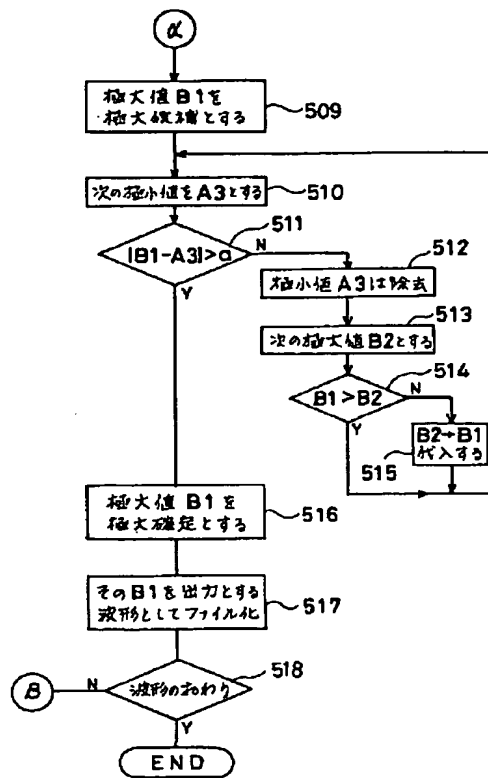 α
極大値B1を
極大候補とする
509
次の極小値をA3とする
510
511
|B1-A3|>a
N
Y
512
極小値A3は除去
513
次の極大値B2とする
514
B1>B2
N
Y
B2→B1
代入する
515
極大値B1を
極大確定とする
516
そのB1を出力とする
波形としてファイル化
517
518
波形のおわり
N
B
Y
END